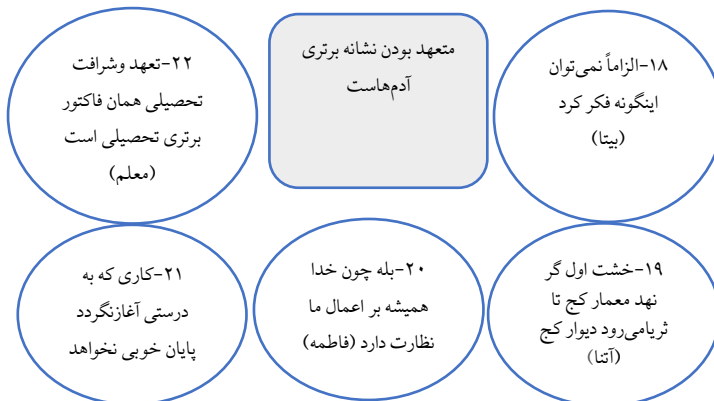 متعهد بودن نشانه برتری
آدم‌هاست
۱۸-الزاماً نمی‌توان
اینگونه فکر کرد
(بیتا)
۱۹-خشت اول گر
نهد معمار کج تا
ثریامی‌رود دیوار کج
(آتنا)
۲۰-بله چون خدا
همیشه بر اعمال ما
نظارت دارد (فاطمه)
۲۱-کاری که به
درستی آغازنگردد
پایان خوبی نخواهد
۲۲-تعهد وشرافت
تحصیلی همان فاکتور
برتری تحصیلی است
(معلم)